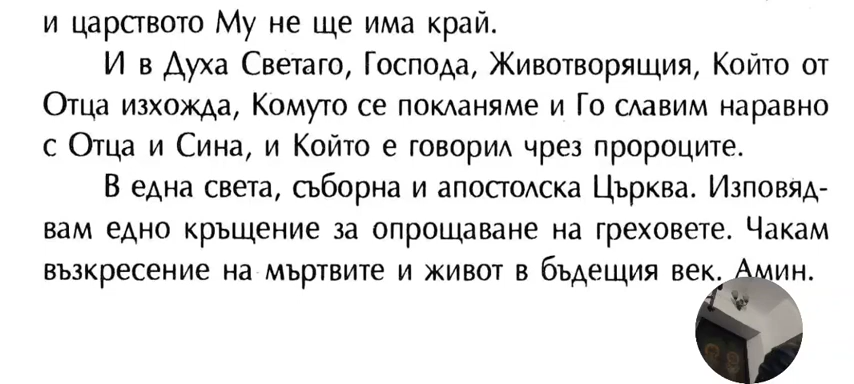 и царството Му не ще има край.
И в Духа Светаго, Господа, Животворящия, Който от
Отца изхожда, Комуто се покланяме и Го славим наравно
с Отца и Сина, и Който е говорил чрез пророците.
В една света, съборна и апостолска Църква. Изповяд-
вам едно кръщение за опрощаване на греховете. Чакам
възкресение на мъртвите и живот в бъдещия век. Амин.